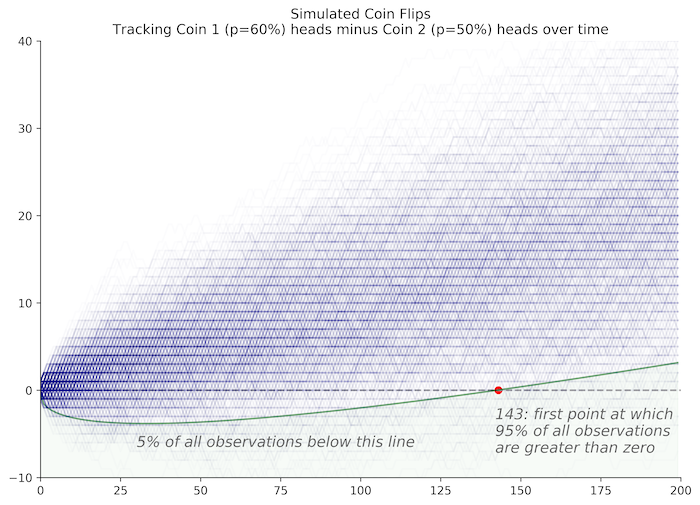 Simulated Coin Flips
Tracking Coin 1 (p=60%) heads minus Coin 2 (p=50%) heads over time
40
30
20
10
0
−10
5% of all observations below this line
143: first point at which
95% of all observations
are greater than zero
0 25 50 75 100 125 150 175 200